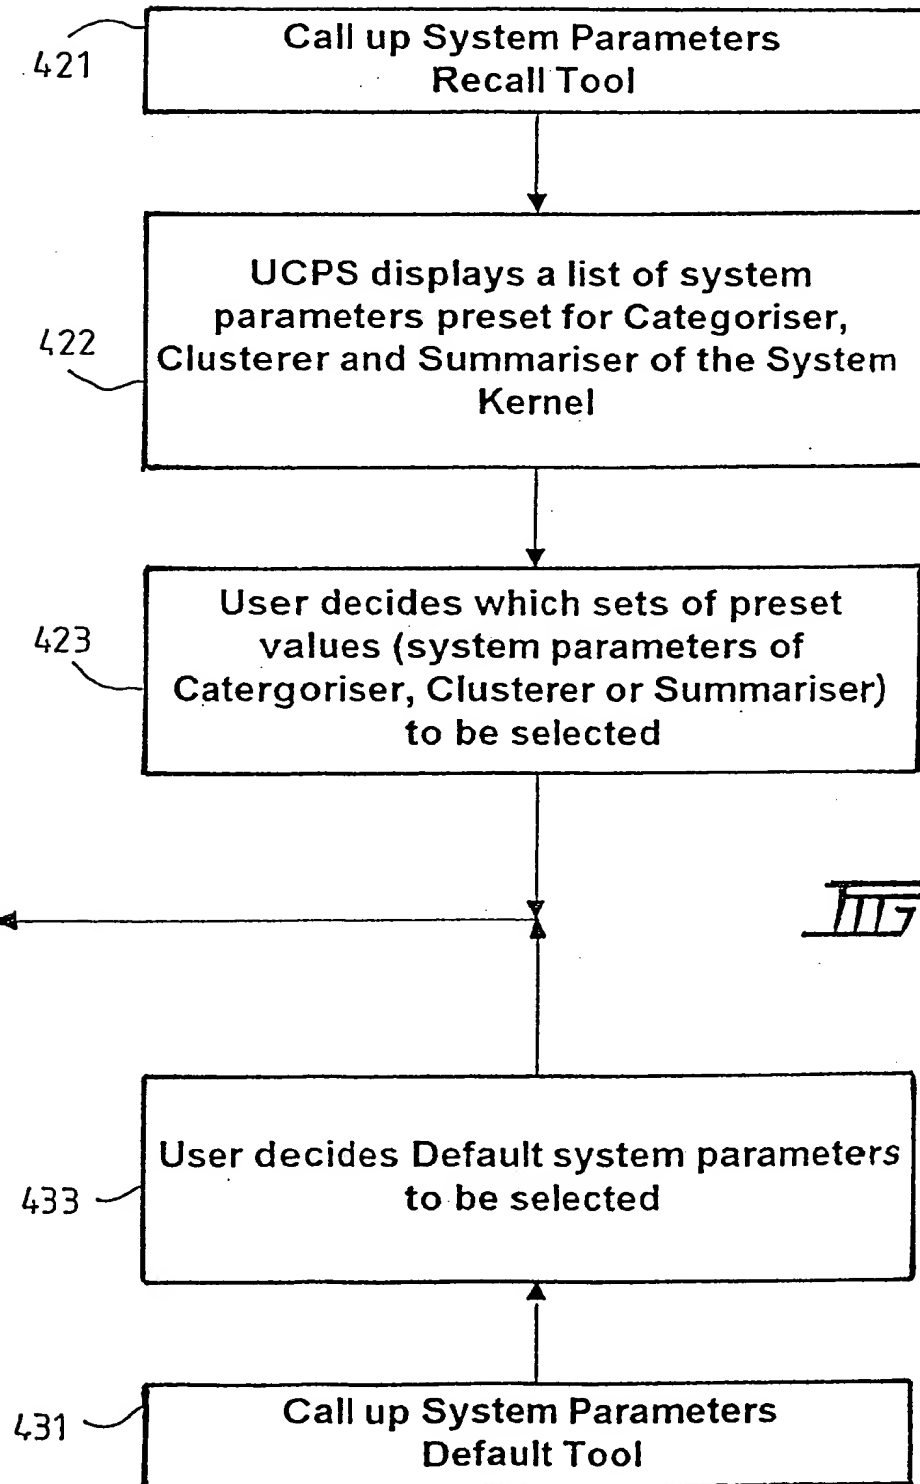 421
Call up System Parameters
Recall Tool
422
UCPS displays a list of system
parameters preset for Categoriser,
Clusterer and Summariser of the System
Kernel
423
User decides which sets of preset
values (system parameters of
Catergoriser, Clusterer or Summariser)
to be selected
433
User decides Default system parameters
to be selected
431
Call up System Parameters
Default Tool